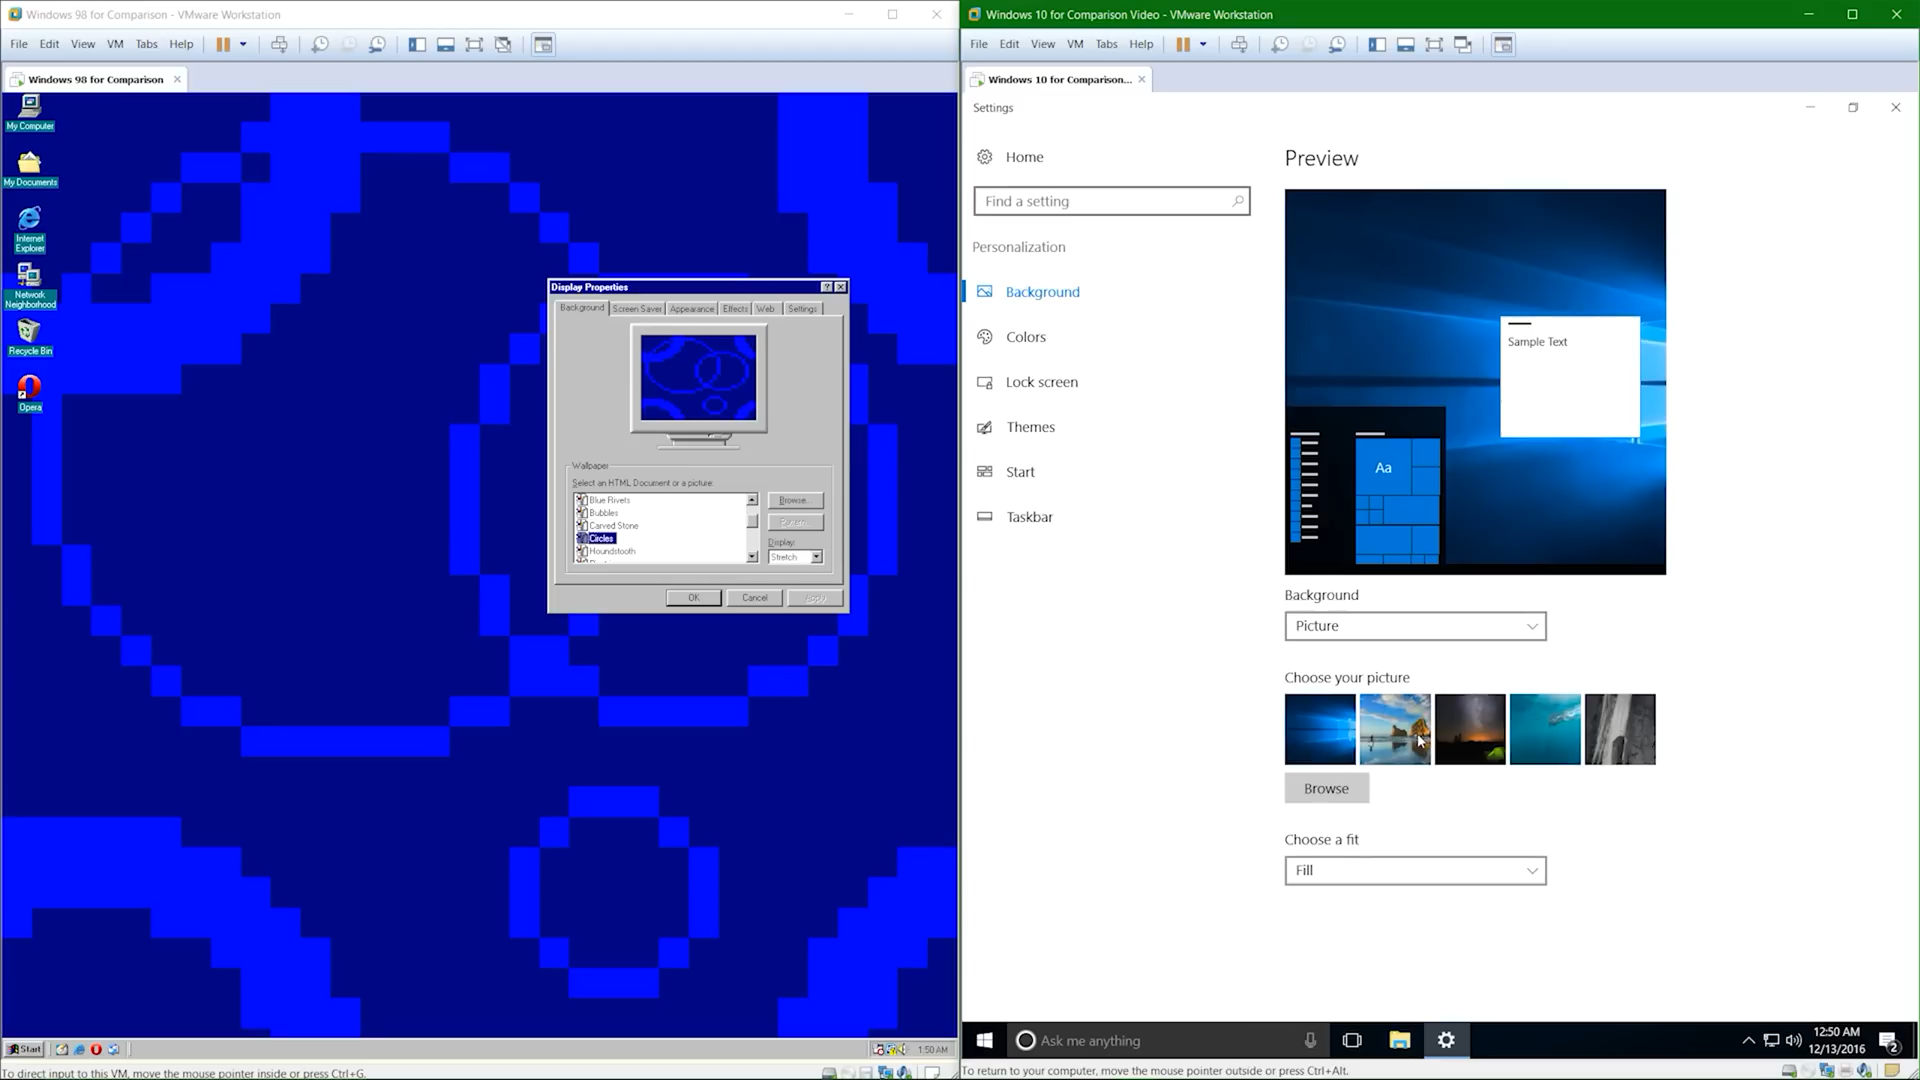 Windows 98 for Comparison - VMware Workstation
File Edit View VM Tabs Help
Windows 98 for Comparison
My Computer
My Documents
Internet
Explorer
Network
Neighborhood
Recycle Bin
Opera
Display Properties
Background Screen Saver Appearance Effects Web Settings
Wallpaper
Select an HTML Document or a picture:
Blue Rivets
Bubbles
Carved Stone
Circles
Houndstooth
Browse...
Pattern...
Display:
Stretch
OK Cancel Apply
Start
1:50 AM
To direct input to this VM, move the mouse pointer inside or press Ctrl+G.
Windows 10 for Comparison Video - VMware Workstation
File Edit View VM Tabs Help
Windows 10 for Comparison...
Settings
Home
Find a setting
Personalization
Background
Colors
Lock screen
Themes
Start
Taskbar
Preview
Sample Text
Aa
Background
Picture
Choose your picture
Browse
Choose a fit
Fill
Ask me anything
12:50 AM
12/13/2016
2
To return to your computer, move the mouse pointer outside or press Ctrl+Alt.